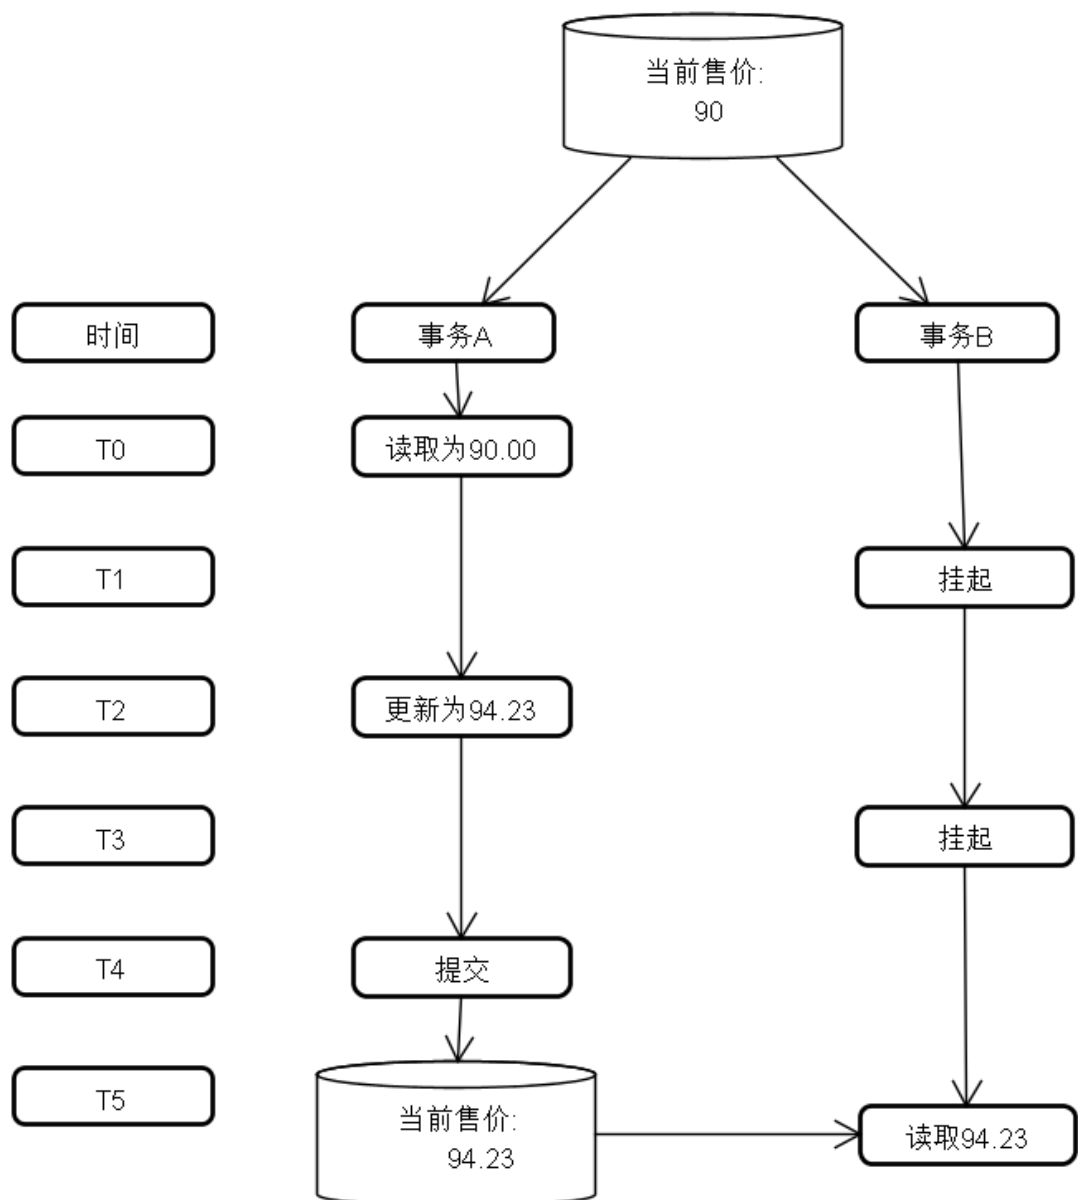 当前售价:
90
时间
事务A
事务B
T0
读取为90.00
T1
挂起
T2
更新为94.23
T3
挂起
T4
提交
T5
当前售价:
94.23
读取94.23